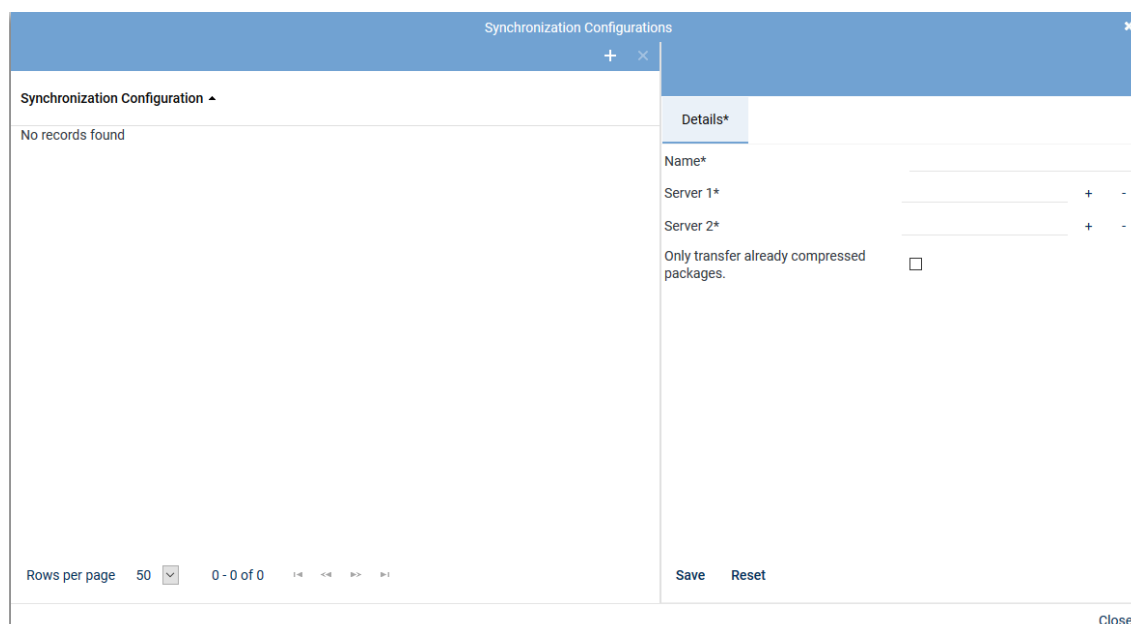 Synchronization Configurations
Synchronization Configuration
No records found
Details*
Name*
Server 1*
+ -
Server 2*
+ -
Only transfer already compressed
packages.
Rows per page 50 0 - 0 of 0
Save Reset
Close